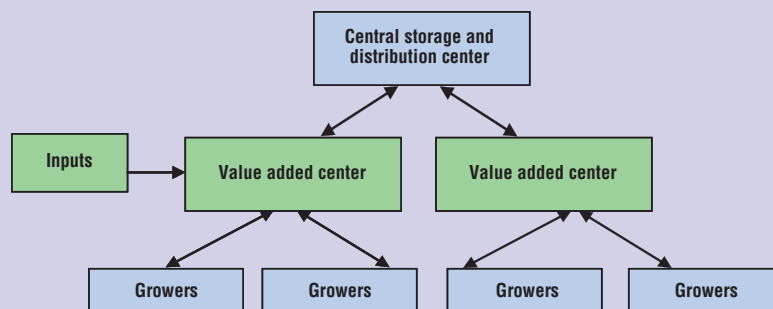 Central storage and
distribution center
Inputs
Value added center
Value added center
Growers
Growers
Growers
Growers